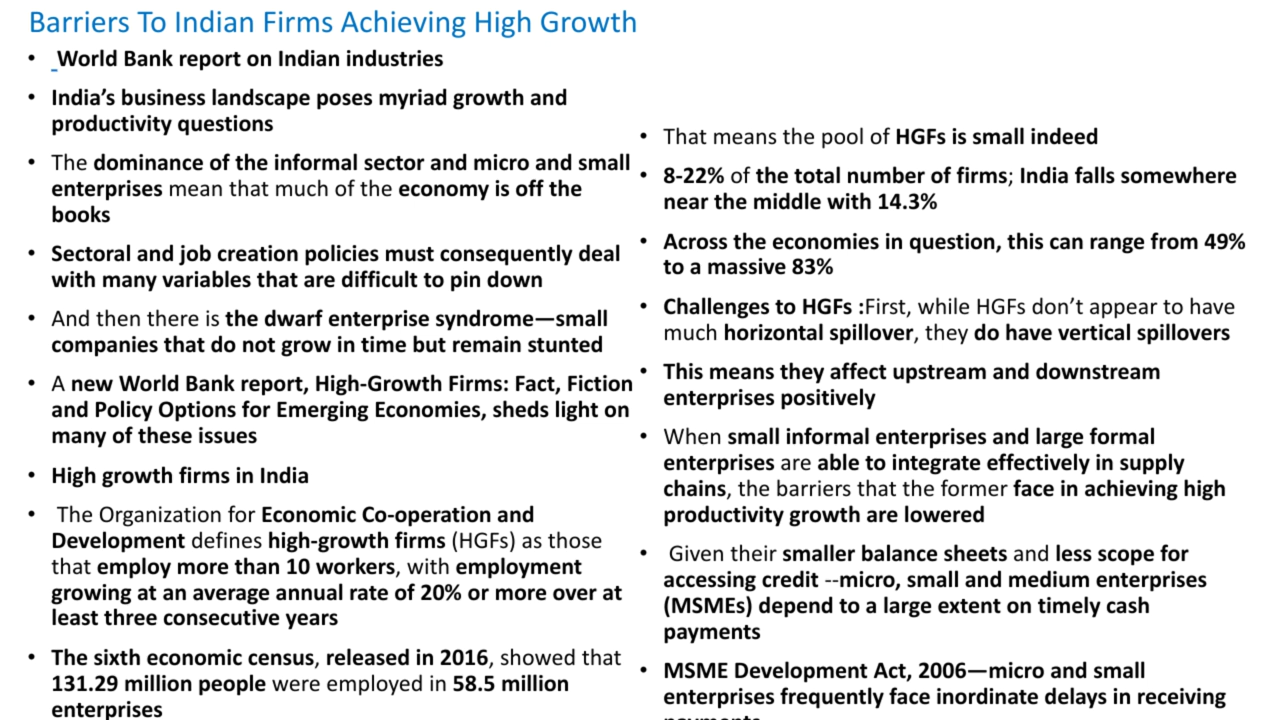 Barriers To Indian Firms Achieving High Growth
• World Bank report on Indian industries
• India’s business landscape poses myriad growth and
productivity questions
• The dominance of the informal sector and micro and small
enterprises mean that much of the economy is off the
books
• Sectoral and job creation policies must consequently deal
with many variables that are difficult to pin down
• And then there is the dwarf enterprise syndrome—small
companies that do not grow in time but remain stunted
• A new World Bank report, High-Growth Firms: Fact, Fiction
and Policy Options for Emerging Economies, sheds light on
many of these issues
• High growth firms in India
• The Organization for Economic Co-operation and
Development defines high-growth firms (HGFs) as those
that employ more than 10 workers, with employment
growing at an average annual rate of 20% or more over at
least three consecutive years
• The sixth economic census, released in 2016, showed that
131.29 million people were employed in 58.5 million
enterprises
• That means the pool of HGFs is small indeed
• 8-22% of the total number of firms; India falls somewhere
near the middle with 14.3%
• Across the economies in question, this can range from 49%
to a massive 83%
• Challenges to HGFs :First, while HGFs don’t appear to have
much horizontal spillover, they do have vertical spillovers
• This means they affect upstream and downstream
enterprises positively
• When small informal enterprises and large formal
enterprises are able to integrate effectively in supply
chains, the barriers that the former face in achieving high
productivity growth are lowered
• Given their smaller balance sheets and less scope for
accessing credit --micro, small and medium enterprises
(MSMEs) depend to a large extent on timely cash
payments
• MSME Development Act, 2006—micro and small
enterprises frequently face inordinate delays in receiving